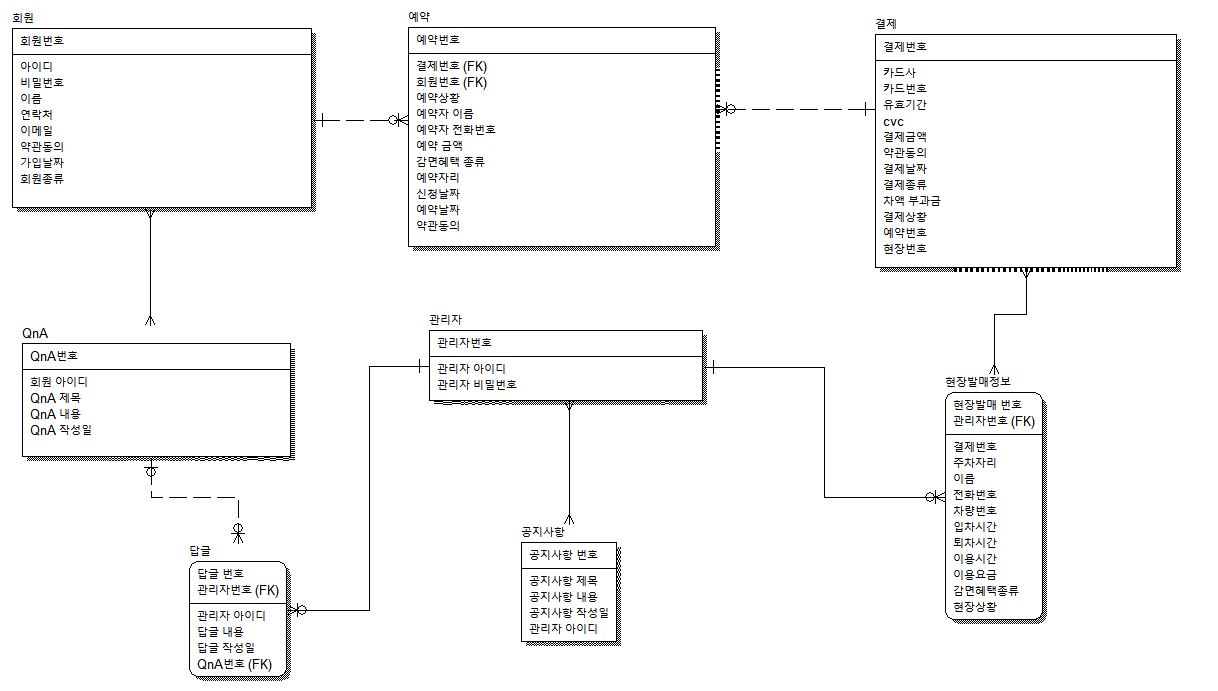 회원
회원번호
아이디
비밀번호
이름
연락처
이메일
약관동의
가입날짜
회원종류
예약
예약번호
결제번호 (FK)
회원번호 (FK)
예약상황
예약자 이름
예약자 전화번호
예약 금액
감면혜택 종류
예약자리
신청날짜
예약날짜
약관동의
결제
결제번호
카드사
카드번호
유효기간
cvc
결제금액
약관동의
결제날짜
결제종류
차액 부과금
결제상황
예약번호
현장번호
QnA
QnA번호
회원 아이디
QnA 제목
QnA 내용
QnA 작성일
관리자
관리자번호
관리자 아이디
관리자 비밀번호
현장발매정보
현장발매 번호
관리자번호 (FK)
결제번호
주차자리
이름
전화번호
차량번호
입차시간
퇴차시간
이용시간
이용요금
감면혜택종류
현장상황
답글
답글 번호
관리자번호 (FK)
관리자 아이디
답글 내용
답글 작성일
QnA번호 (FK)
공지사항
공지사항 번호
공지사항 제목
공지사항 내용
공지사항 작성일
관리자 아이디